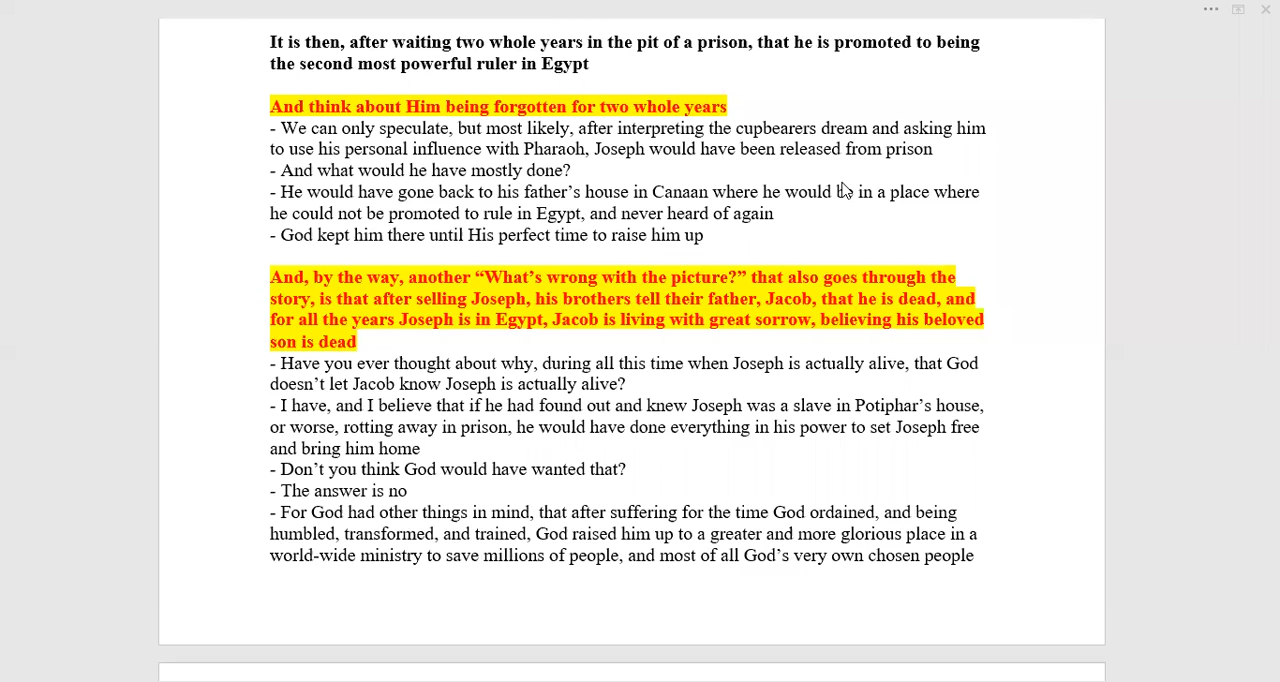 It is then, after waiting two whole years in the pit of a prison, that he is promoted to being
the second most powerful ruler in Egypt
And think about Him being forgotten for two whole years
- We can only speculate, but most likely, after interpreting the cupbearers dream and asking him
to use his personal influence with Pharaoh, Joseph would have been released from prison
- And what would he have mostly done?
- He would have gone back to his father's house in Canaan where he would in a place where
he could not be promoted to rule in Egypt, and never heard of again
- God kept him there until His perfect time to raise him up
And, by the way, another “What's wrong with the picture?” that also goes through the
story, is that after selling Joseph, his brothers tell their father, Jacob, that he is dead, and
for all the years Joseph is in Egypt, Jacob is living with great sorrow, believing his beloved
son is dead
- Have you ever thought about why, during all this time when Joseph is actually alive, that God
doesn't let Jacob know Joseph is actually alive?
- I have, and I believe that if he had found out and knew Joseph was a slave in Potiphar's house,
or worse, rotting away in prison, he would have done everything in his power to set Joseph free
and bring him home
- Don't you think God would have wanted that?
- The answer is no
- For God had other things in mind, that after suffering for the time God ordained, and being
humbled, transformed, and trained, God raised him up to a greater and more glorious place in a
world-wide ministry to save millions of people, and most of all God's very own chosen people